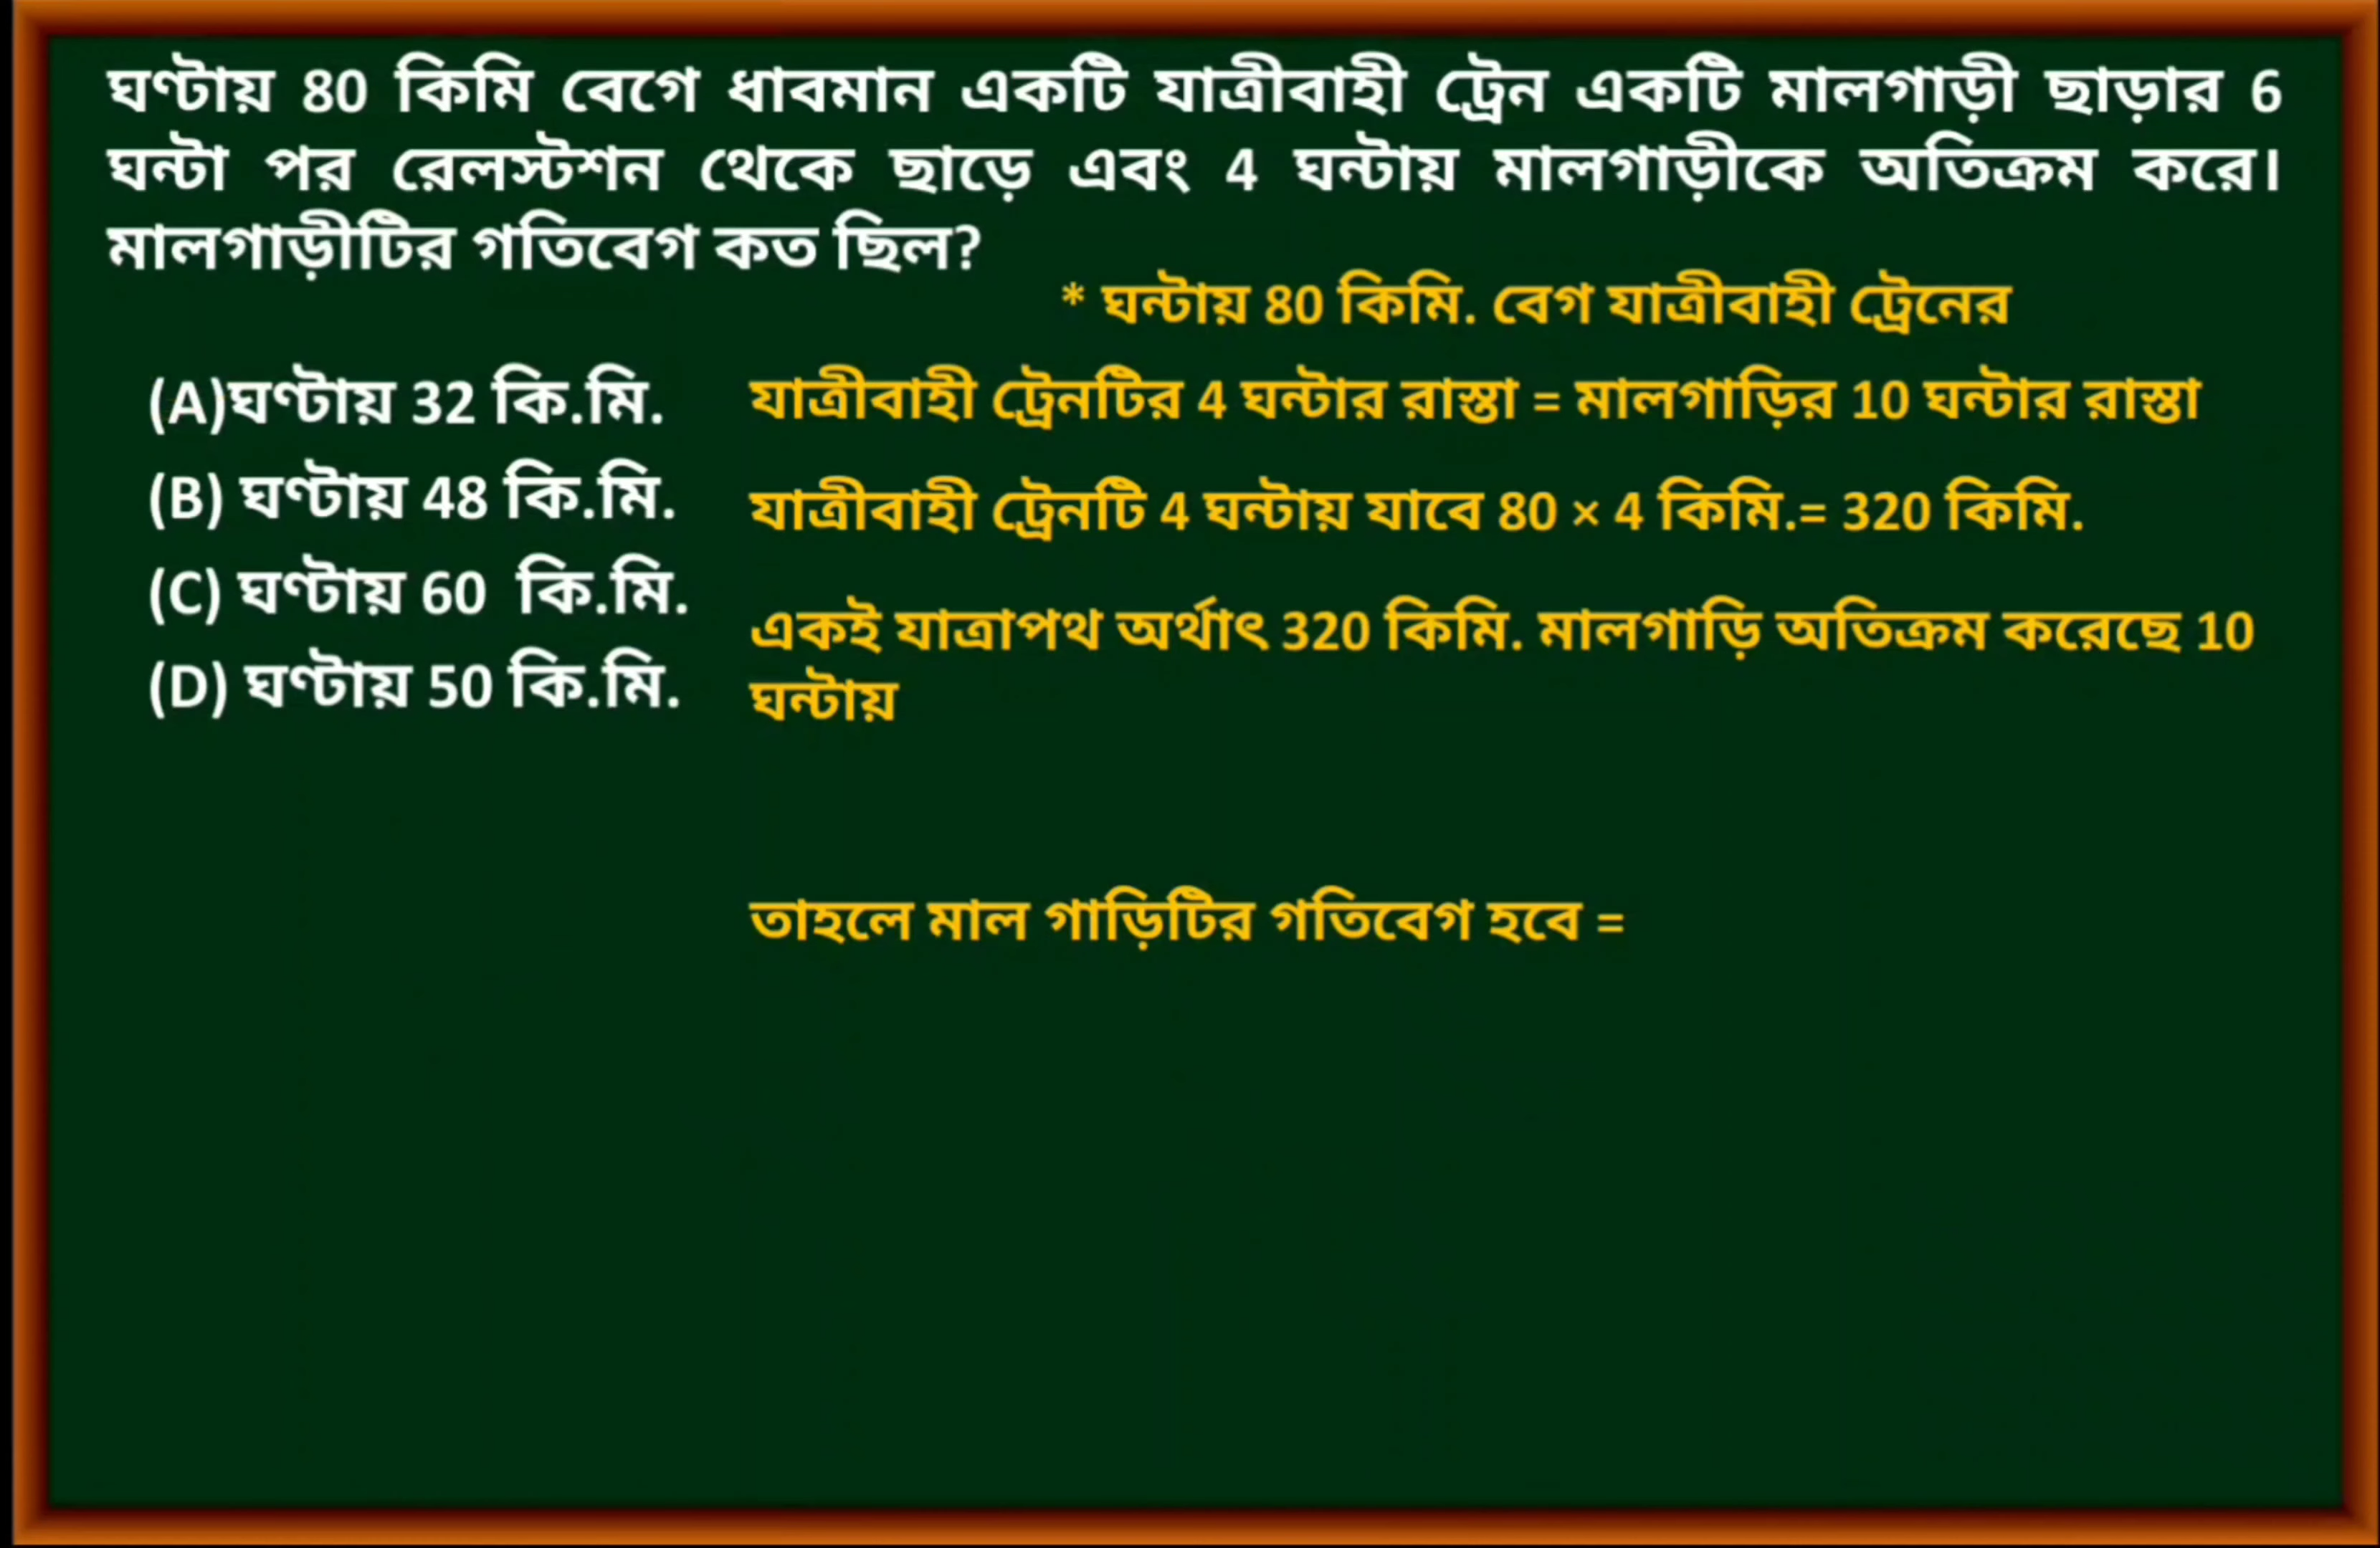 ঘণ্টায় 80 কিমি বেগে ধাবমান একটি যাত্রীবাহী ট্রেন একটি মালগাড়ী ছাড়ার 6
ঘন্টা পর রেলস্টশন থেকে ছাড়ে এবং 4 ঘন্টায় মালগাড়ীকে অতিক্রম করে।
মালগাড়ীটির গতিবেগ কত ছিল?
* ঘন্টায় 80 কিমি. বেগ যাত্রীবাহী ট্রেনের
(A)ঘণ্টায় 32 কি.মি.
যাত্রীবাহী ট্রেনটির 4 ঘন্টার রাস্তা = মালগাড়ির 10 ঘন্টার রাস্তা
(B) ঘণ্টায় 48 কি.মি.
যাত্রীবাহী ট্রেনটি 4 ঘন্টায় যাবে 80 × 4 কিমি.= 320 কিমি.
(C) ঘণ্টায় 60 কি.মি.
একই যাত্রাপথ অর্থাৎ 320 কিমি. মালগাড়ি অতিক্রম করেছে 10
(D) ঘণ্টায় 50 কি.মি.
ঘন্টায়
তাহলে মাল গাড়িটির গতিবেগ হবে =